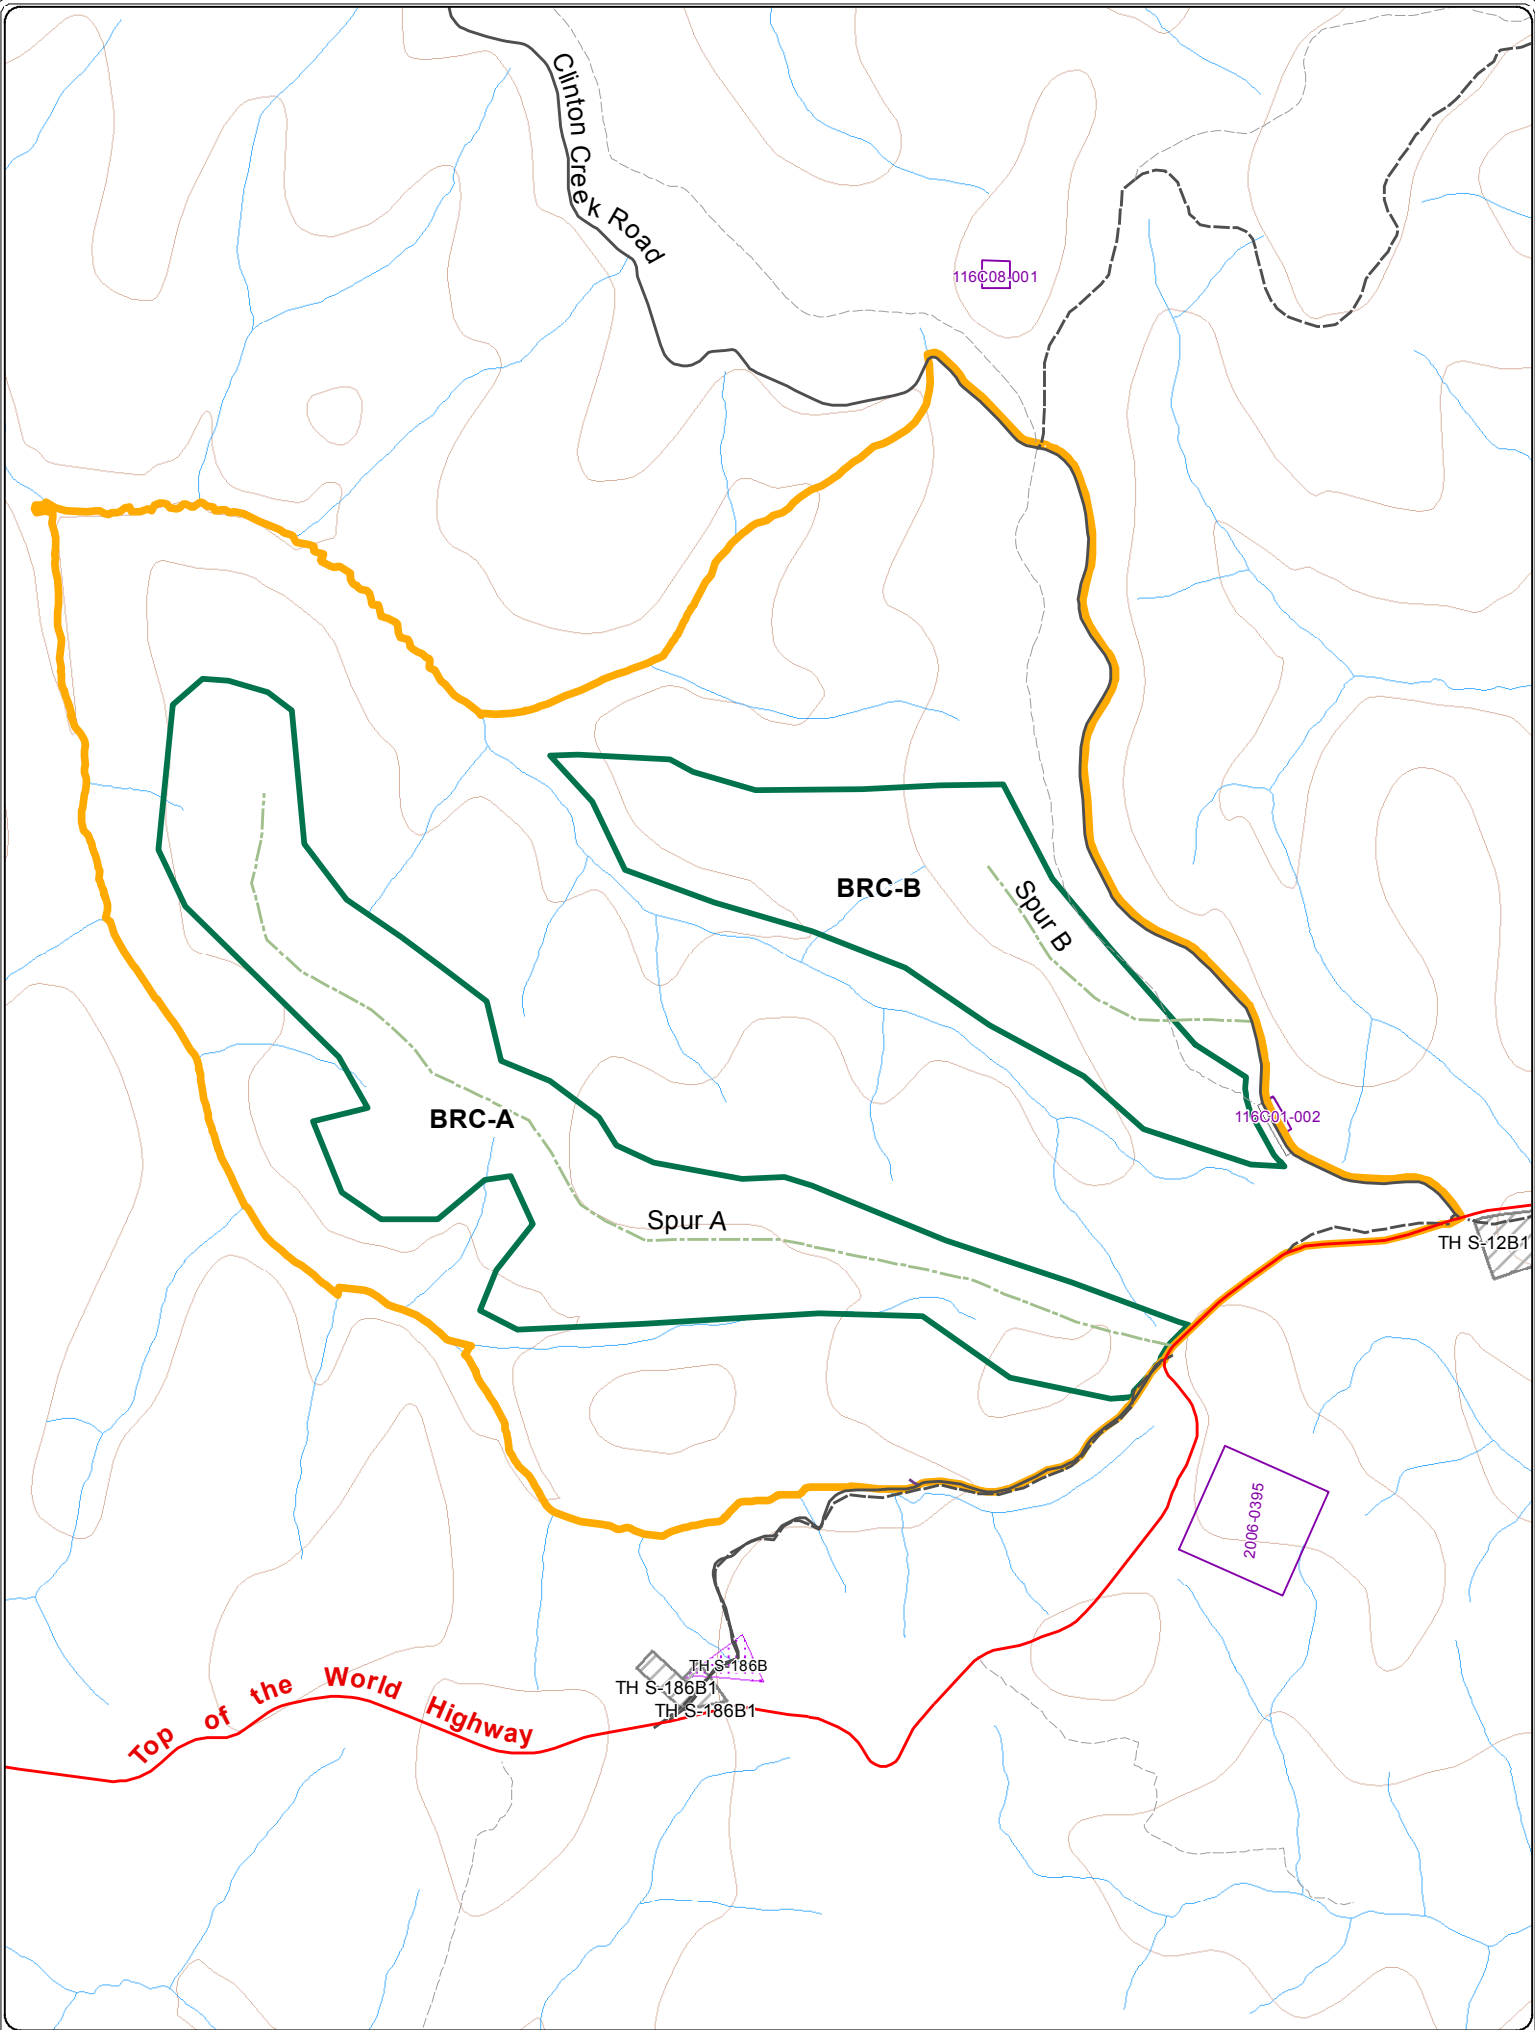 Clinton Creek Road
116C08-001
BRC-B
Spur B
BRC-A
116C01-002
Spur A
TH S-12B1
2006-0395
TH S-186B
TH S-186B1
TH S-186B1
Top of the World Highway